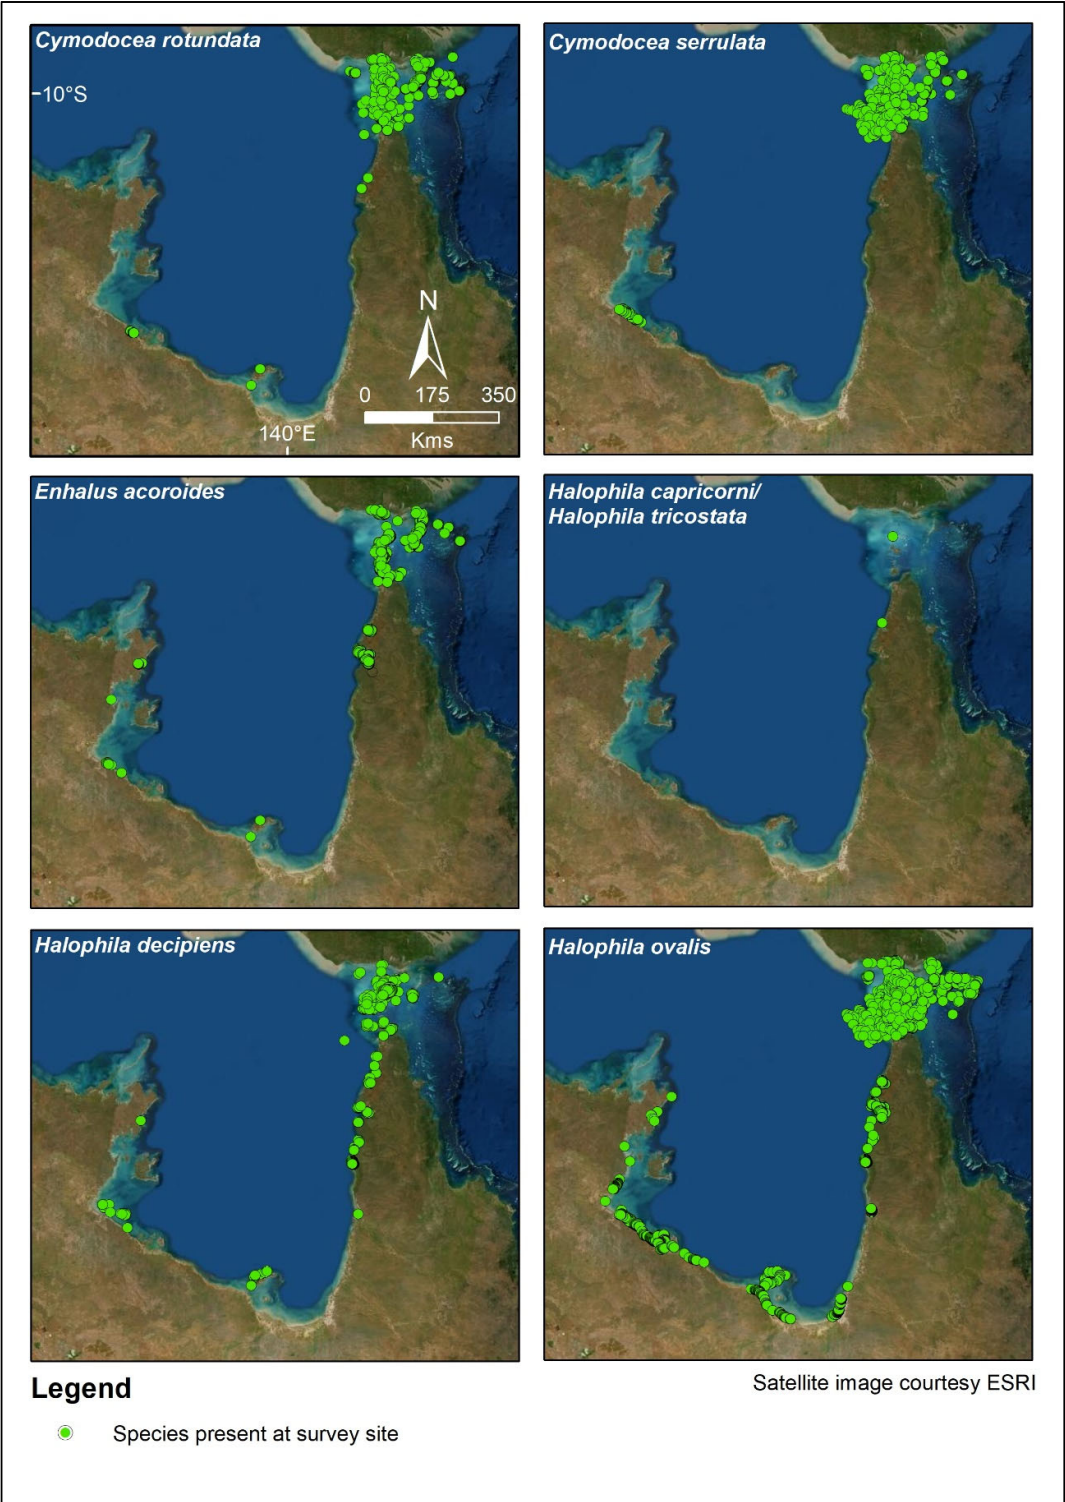 Cymodocea rotundata
10°S
N
0 175 350
Kms
140°E
Cymodocea serrulata
Enhalus acoroides
Halophila capricorni/
Halophila tricostata
Halophila decipiens
Halophila ovalis
Legend
Satellite image courtesy ESRI
Species present at survey site